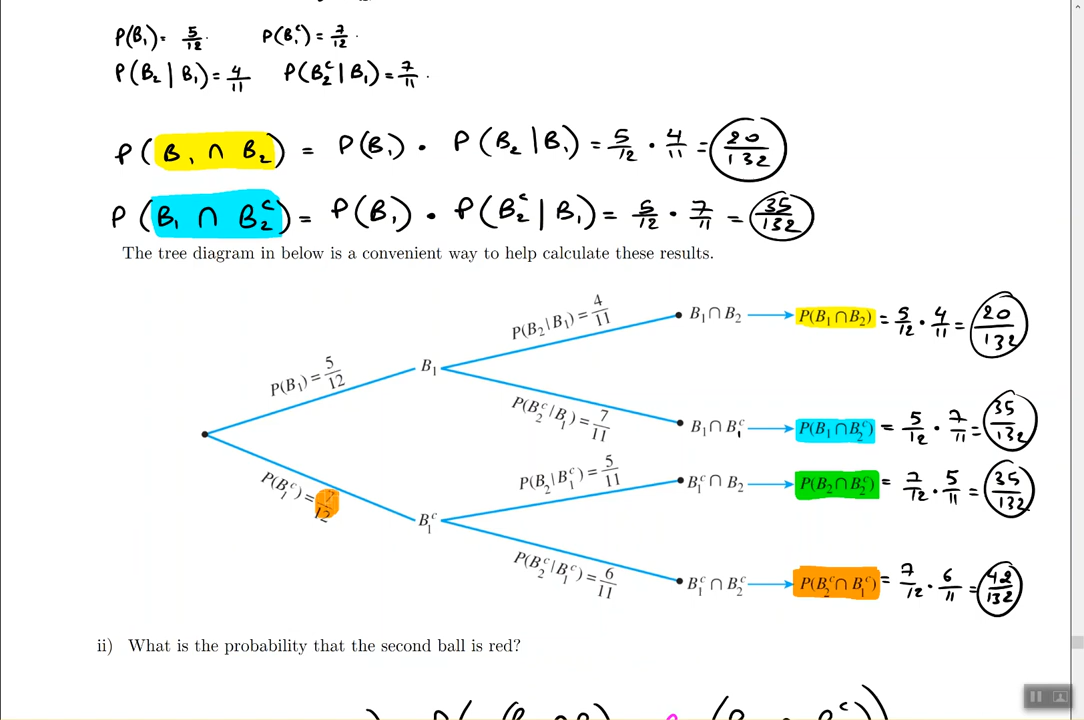 P(B₁) = 5/12 . P(B₁ᶜ) = 7/12 .
P(B₂ | B₁) = 4/11 P(B₂ᶜ | B₁) = 7/11 .
P(B₁ ∩ B₂) = P(B₁) · P(B₂ | B₁) = 5/12 · 4/11 = 20/132
P(B₁ ∩ B₂ᶜ) = P(B₁) · P(B₂ᶜ | B₁) = 5/12 · 7/11 = 35/132
The tree diagram in below is a convenient way to help calculate these results.
P(B₂ | B₁) = 4/11
B₁ ∩ B₂ P(B₁ ∩ B₂) = 5/12 · 4/11 = 20/132
P(B₁) = 5/12
B₁
P(B₂ᶜ | B₁) = 7/11
B₁ ∩ B₁ᶜ P(B₁ ∩ B₂ᶜ) = 5/12 · 7/11 = 35/132
P(B₂ | B₁ᶜ) = 5/11
B₁ᶜ ∩ B₂ P(B₂ ∩ B₂ᶜ) = 7/12 · 5/11 = 35/132
P(B₁ᶜ) = 7/12
B₁ᶜ
P(B₂ᶜ | B₁ᶜ) = 6/11
B₁ᶜ ∩ B₂ᶜ P(B₂ᶜ ∩ B₁ᶜ) = 7/12 · 6/11 = 42/132
ii) What is the probability that the second ball is red?